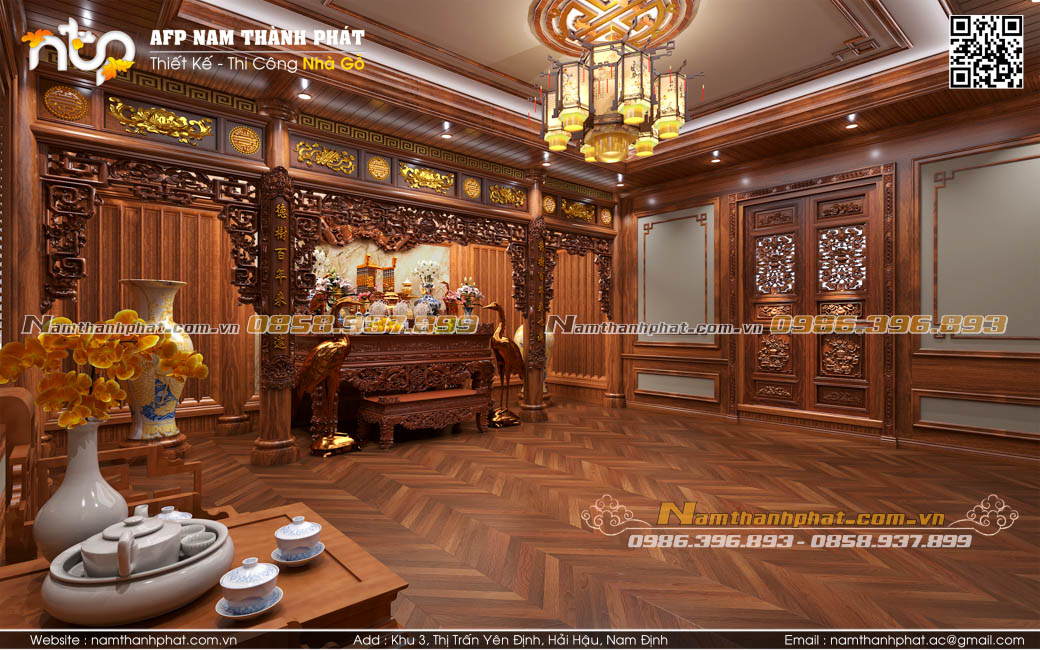 ntp
AFP NAM THÀNH PHÁT
Thiết Kế - Thi Công Nhà Gỗ
Namthanhphat.com.vn 0858.937.899
Namthanhphat.com.vn 0986.396.893
Namthanhphat.com.vn
0986.396.893 - 0858.937.899
Website : namthanhphat.com.vn
Add : Khu 3, Thị Trấn Yên Định, Hải Hậu, Nam Định
Email : namthanhphat.ac@gmail.com